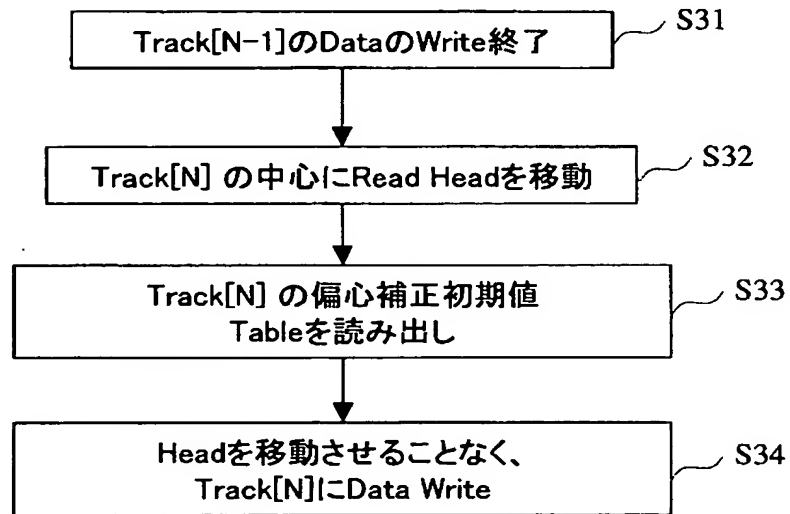 Track[N-1]のDataのWrite終了
S31
Track[N] の中心にRead Headを移動
S32
Track[N] の偏心補正初期値
Tableを読み出し
S33
Headを移動させることなく、
Track[N]にData Write
S34